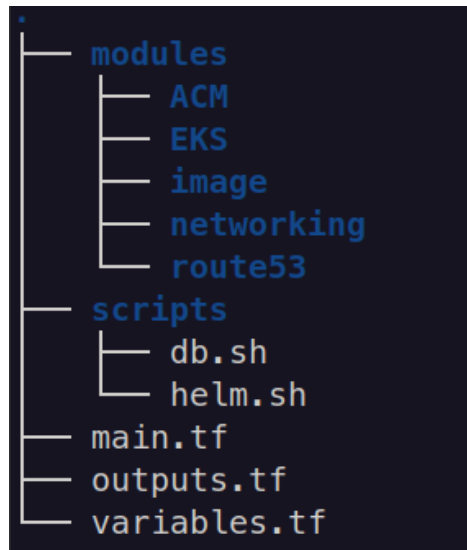 .
modules
ACM
EKS
image
networking
route53
scripts
db.sh
helm.sh
main.tf
outputs.tf
variables.tf